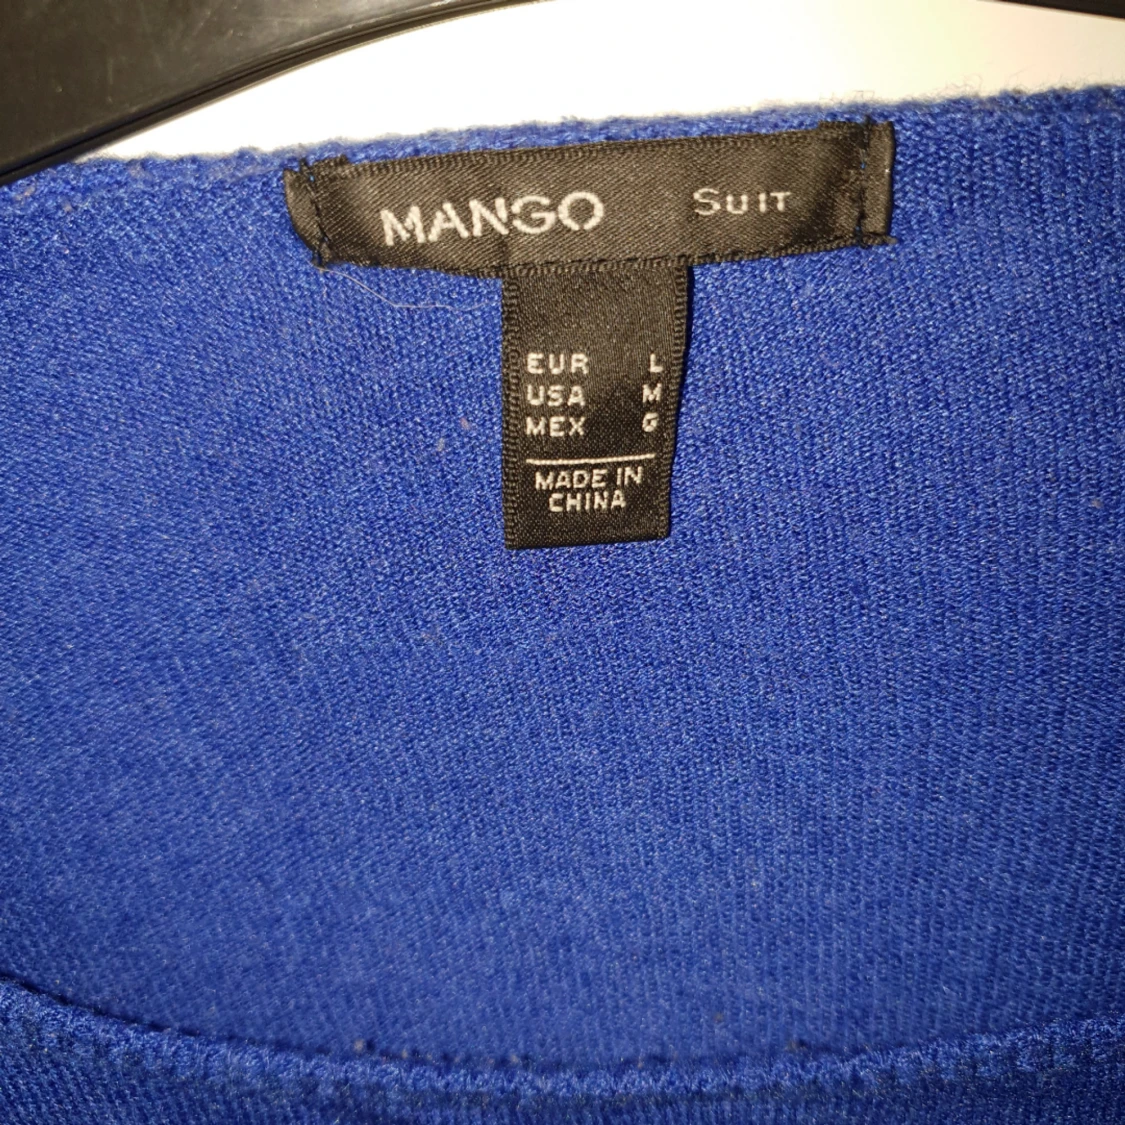 MANGO SUIT
EUR L
USA M
MEX G
MADE IN
CHINA